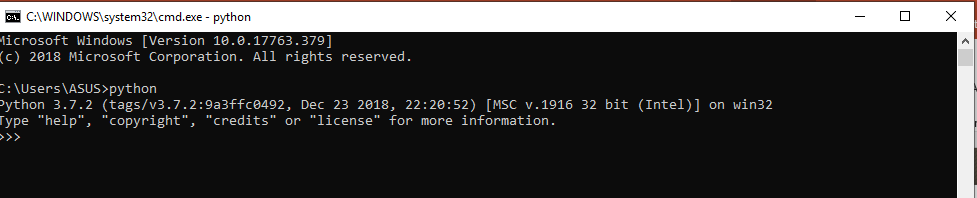 C:\WINDOWS\system32\cmd.exe - python
Microsoft Windows [Version 10.0.17763.379]
(c) 2018 Microsoft Corporation. All rights reserved.
C:\Users\ASUS>python
Python 3.7.2 (tags/v3.7.2:9a3ffc0492, Dec 23 2018, 22:20:52) [MSC v.1916 32 bit (Intel)] on win32
Type "help", "copyright", "credits" or "license" for more information.
>>>